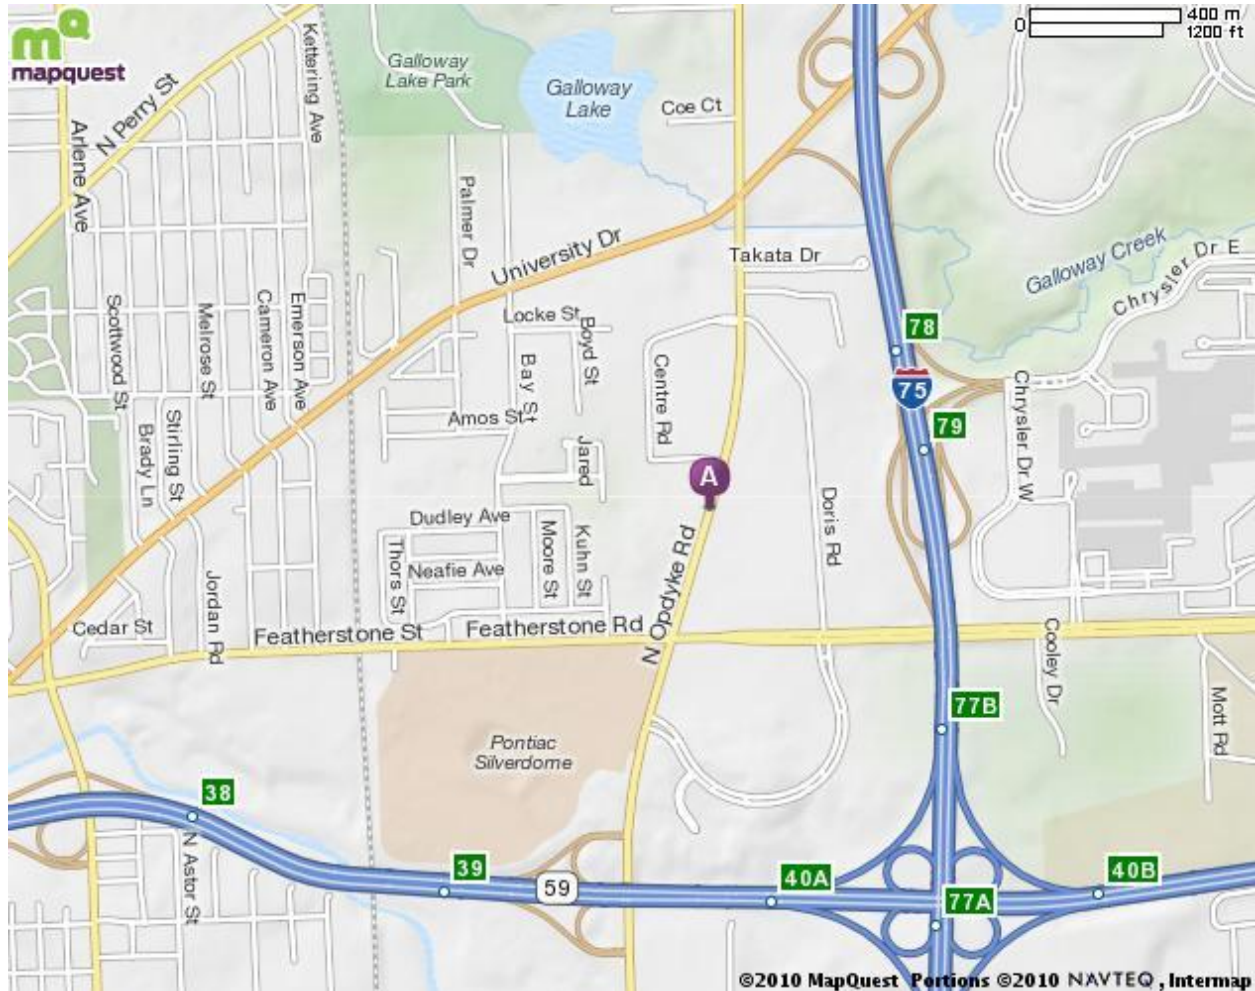 mq
mapquest
0
400 m
1200 ft
N Perry St
Kettering Ave
Arlene Ave
Galloway
Lake Park
Galloway
Lake
Coe Ct
Palmer Dr
University Dr
Takata Dr
Galloway Creek
Chrysler Dr E
Scottwood St
Melrose St
Cameron Ave
Emerson Ave
Locke St
Boyd St
Bay St
Centre Rd
78
75
79
Chrysler Dr W
Brady Ln
Stirling St
Amos St
Jared
A
Doris Rd
Dudley Ave
Thors St
Neafie Ave
Moore St
Kuhn St
N Opdyke Rd
Jordan Rd
Cedar St
Featherstone St
Featherstone Rd
Cooley Dr
Mott Rd
77B
Pontiac
Silverdome
38
N Astor St
39
59
40A
40B
77A
©2010 MapQuest Portions ©2010 NAVTEQ, Intermap